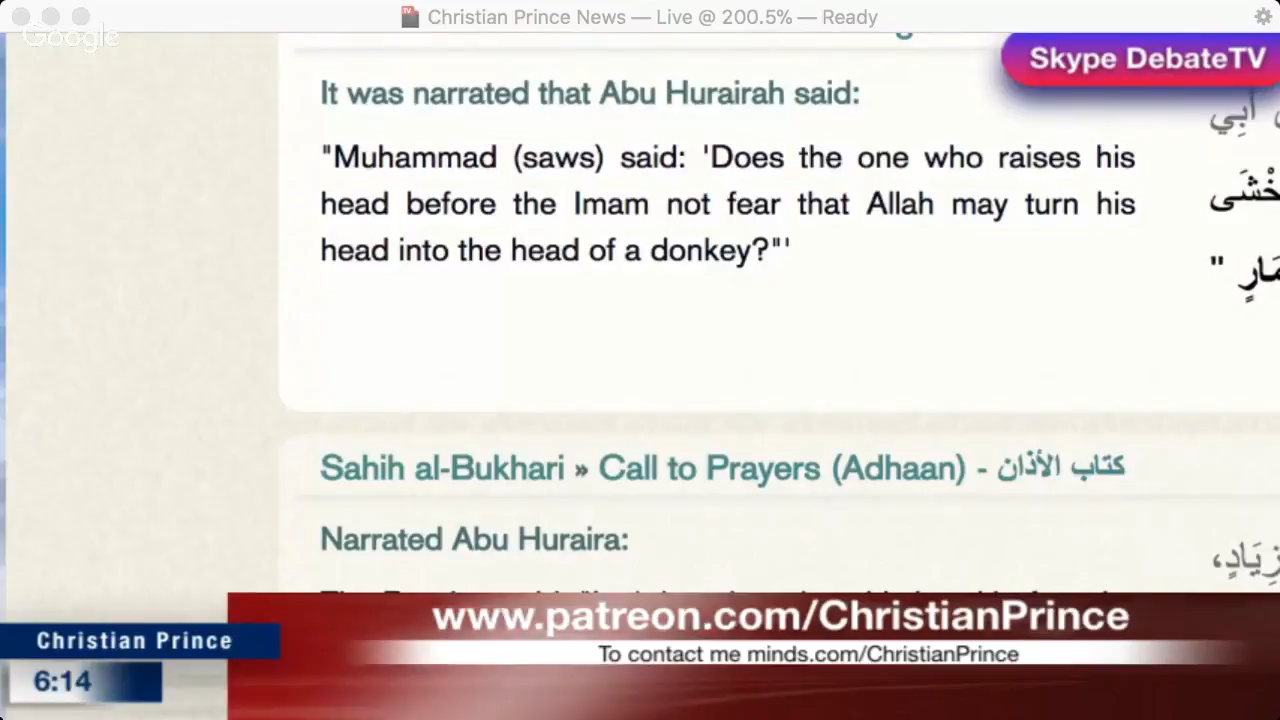 Christian Prince News — Live @ 200.5% — Ready
Google
Skype DebateTV
It was narrated that Abu Hurairah said:
أَبِي
"Muhammad (saws) said: 'Does the one who raises his
head before the Imam not fear that Allah may turn his
head into the head of a donkey?"'
Sahih al-Bukhari » Call to Prayers (Adhaan) - كتاب الأذان
Narrated Abu Huraira:
زِيَادٍ،
www.patreon.com/ChristianPrince
To contact me minds.com/ChristianPrince
Christian Prince
6:14